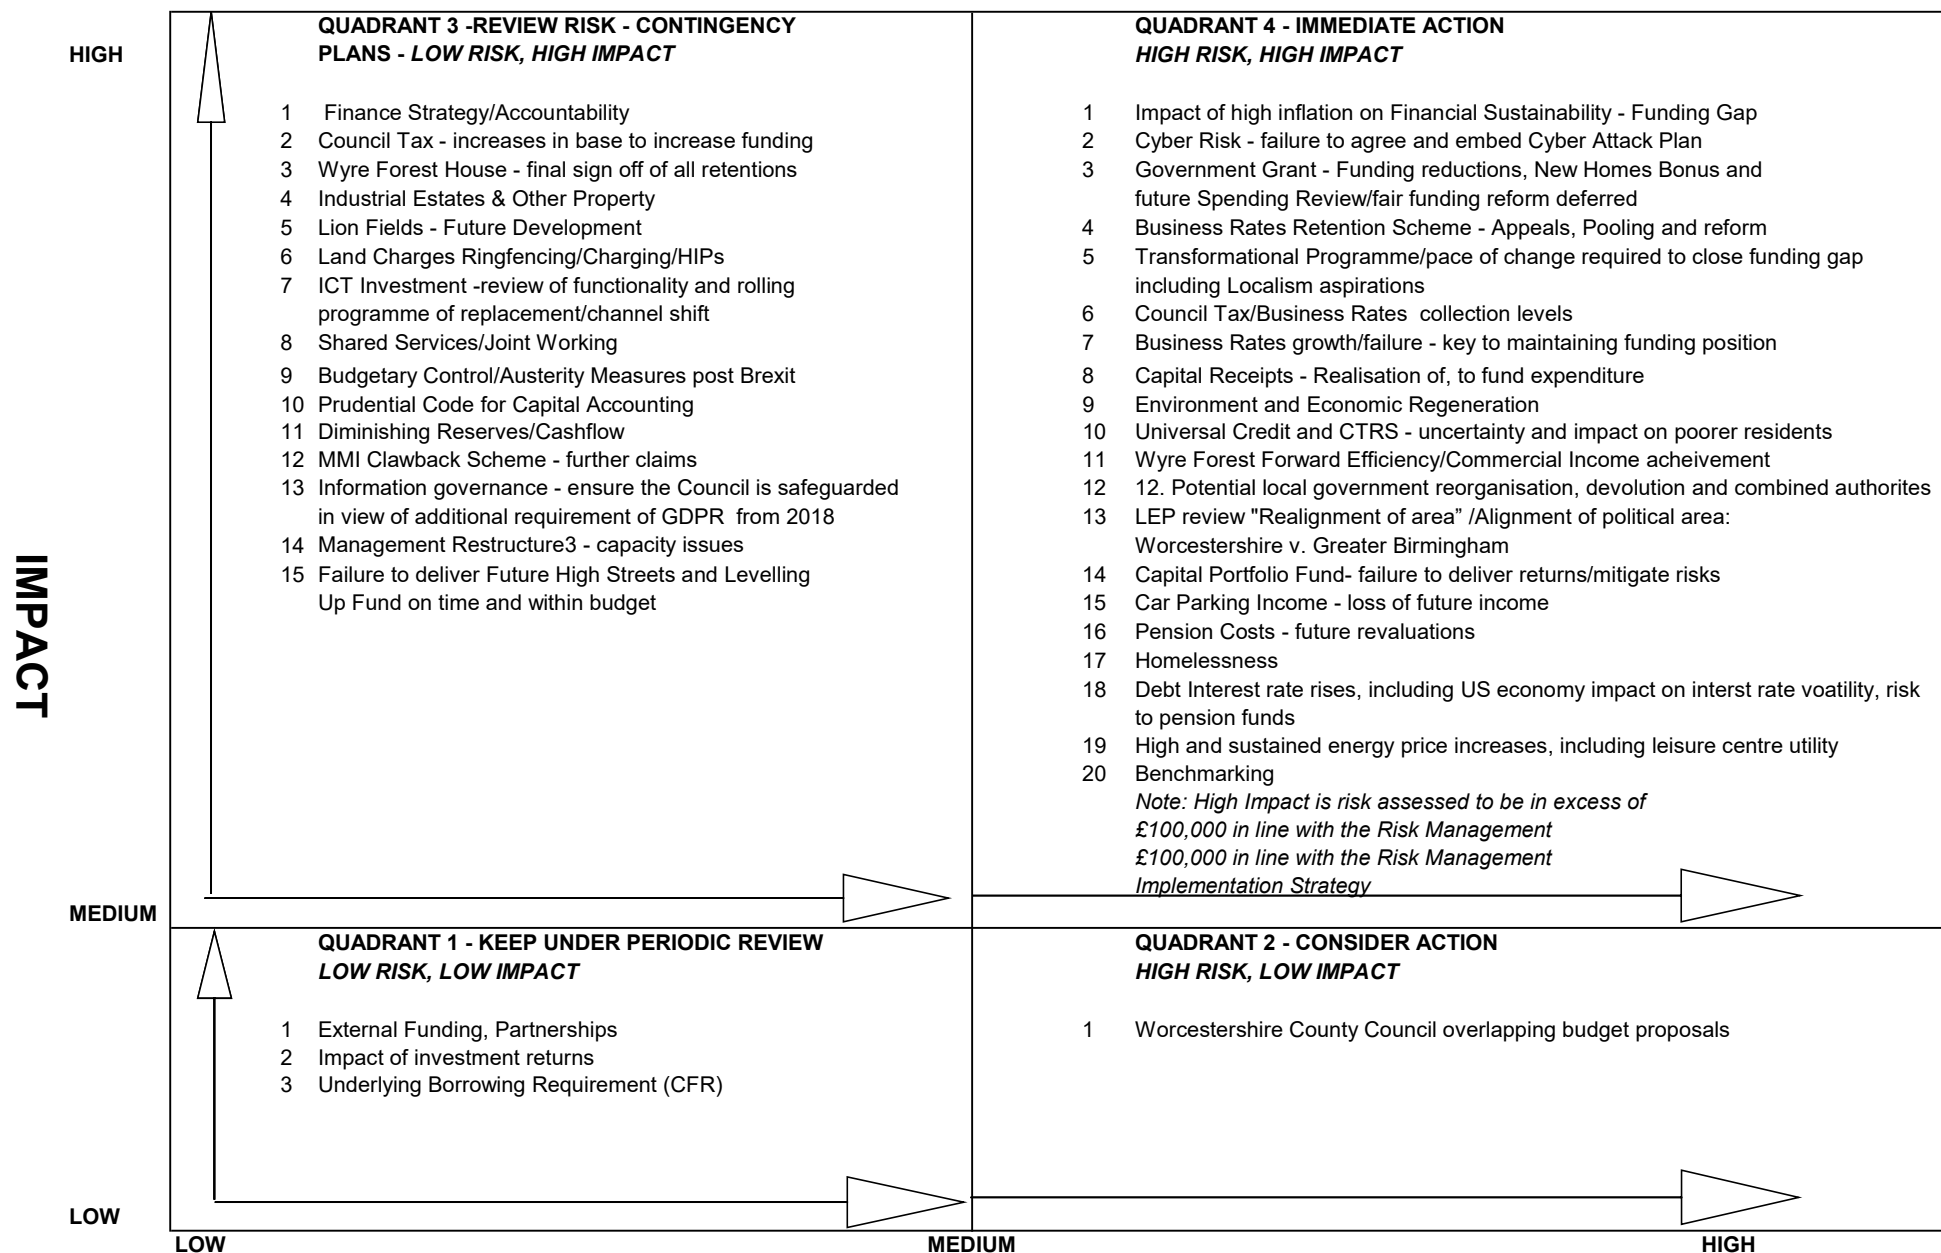 HIGH
IMPACT
MEDIUM
LOW
QUADRANT 3 -REVIEW RISK - CONTINGENCY
PLANS - LOW RISK, HIGH IMPACT
1 Finance Strategy/Accountability
2 Council Tax - increases in base to increase funding
3 Wyre Forest House - final sign off of all retentions
4 Industrial Estates & Other Property
5 Lion Fields - Future Development
6 Land Charges Ringfencing/Charging/HIPs
7 ICT Investment -review of functionality and rolling
programme of replacement/channel shift
8 Shared Services/Joint Working
9 Budgetary Control/Austerity Measures post Brexit
10 Prudential Code for Capital Accounting
11 Diminishing Reserves/Cashflow
12 MMI Clawback Scheme - further claims
13 Information governance - ensure the Council is safeguarded
in view of additional requirement of GDPR from 2018
14 Management Restructure3 - capacity issues
15 Failure to deliver Future High Streets and Levelling
Up Fund on time and within budget
QUADRANT 4 - IMMEDIATE ACTION
HIGH RISK, HIGH IMPACT
1 Impact of high inflation on Financial Sustainability - Funding Gap
2 Cyber Risk - failure to agree and embed Cyber Attack Plan
3 Government Grant - Funding reductions, New Homes Bonus and
future Spending Review/fair funding reform deferred
4 Business Rates Retention Scheme - Appeals, Pooling and reform
5 Transformational Programme/pace of change required to close funding gap
including Localism aspirations
6 Council Tax/Business Rates collection levels
7 Business Rates growth/failure - key to maintaining funding position
8 Capital Receipts - Realisation of, to fund expenditure
9 Environment and Economic Regeneration
10 Universal Credit and CTRS - uncertainty and impact on poorer residents
11 Wyre Forest Forward Efficiency/Commercial Income acheivement
12 12. Potential local government reorganisation, devolution and combined authorites
13 LEP review "Realignment of area” /Alignment of political area:
Worcestershire v. Greater Birmingham
14 Capital Portfolio Fund- failure to deliver returns/mitigate risks
15 Car Parking Income - loss of future income
16 Pension Costs - future revaluations
17 Homelessness
18 Debt Interest rate rises, including US economy impact on interst rate voatility, risk
to pension funds
19 High and sustained energy price increases, including leisure centre utility
20 Benchmarking
Note: High Impact is risk assessed to be in excess of
£100,000 in line with the Risk Management
£100,000 in line with the Risk Management
Implementation Strategy
QUADRANT 1 - KEEP UNDER PERIODIC REVIEW
LOW RISK, LOW IMPACT
1 External Funding, Partnerships
2 Impact of investment returns
3 Underlying Borrowing Requirement (CFR)
QUADRANT 2 - CONSIDER ACTION
HIGH RISK, LOW IMPACT
1 Worcestershire County Council overlapping budget proposals
LOW
MEDIUM
HIGH